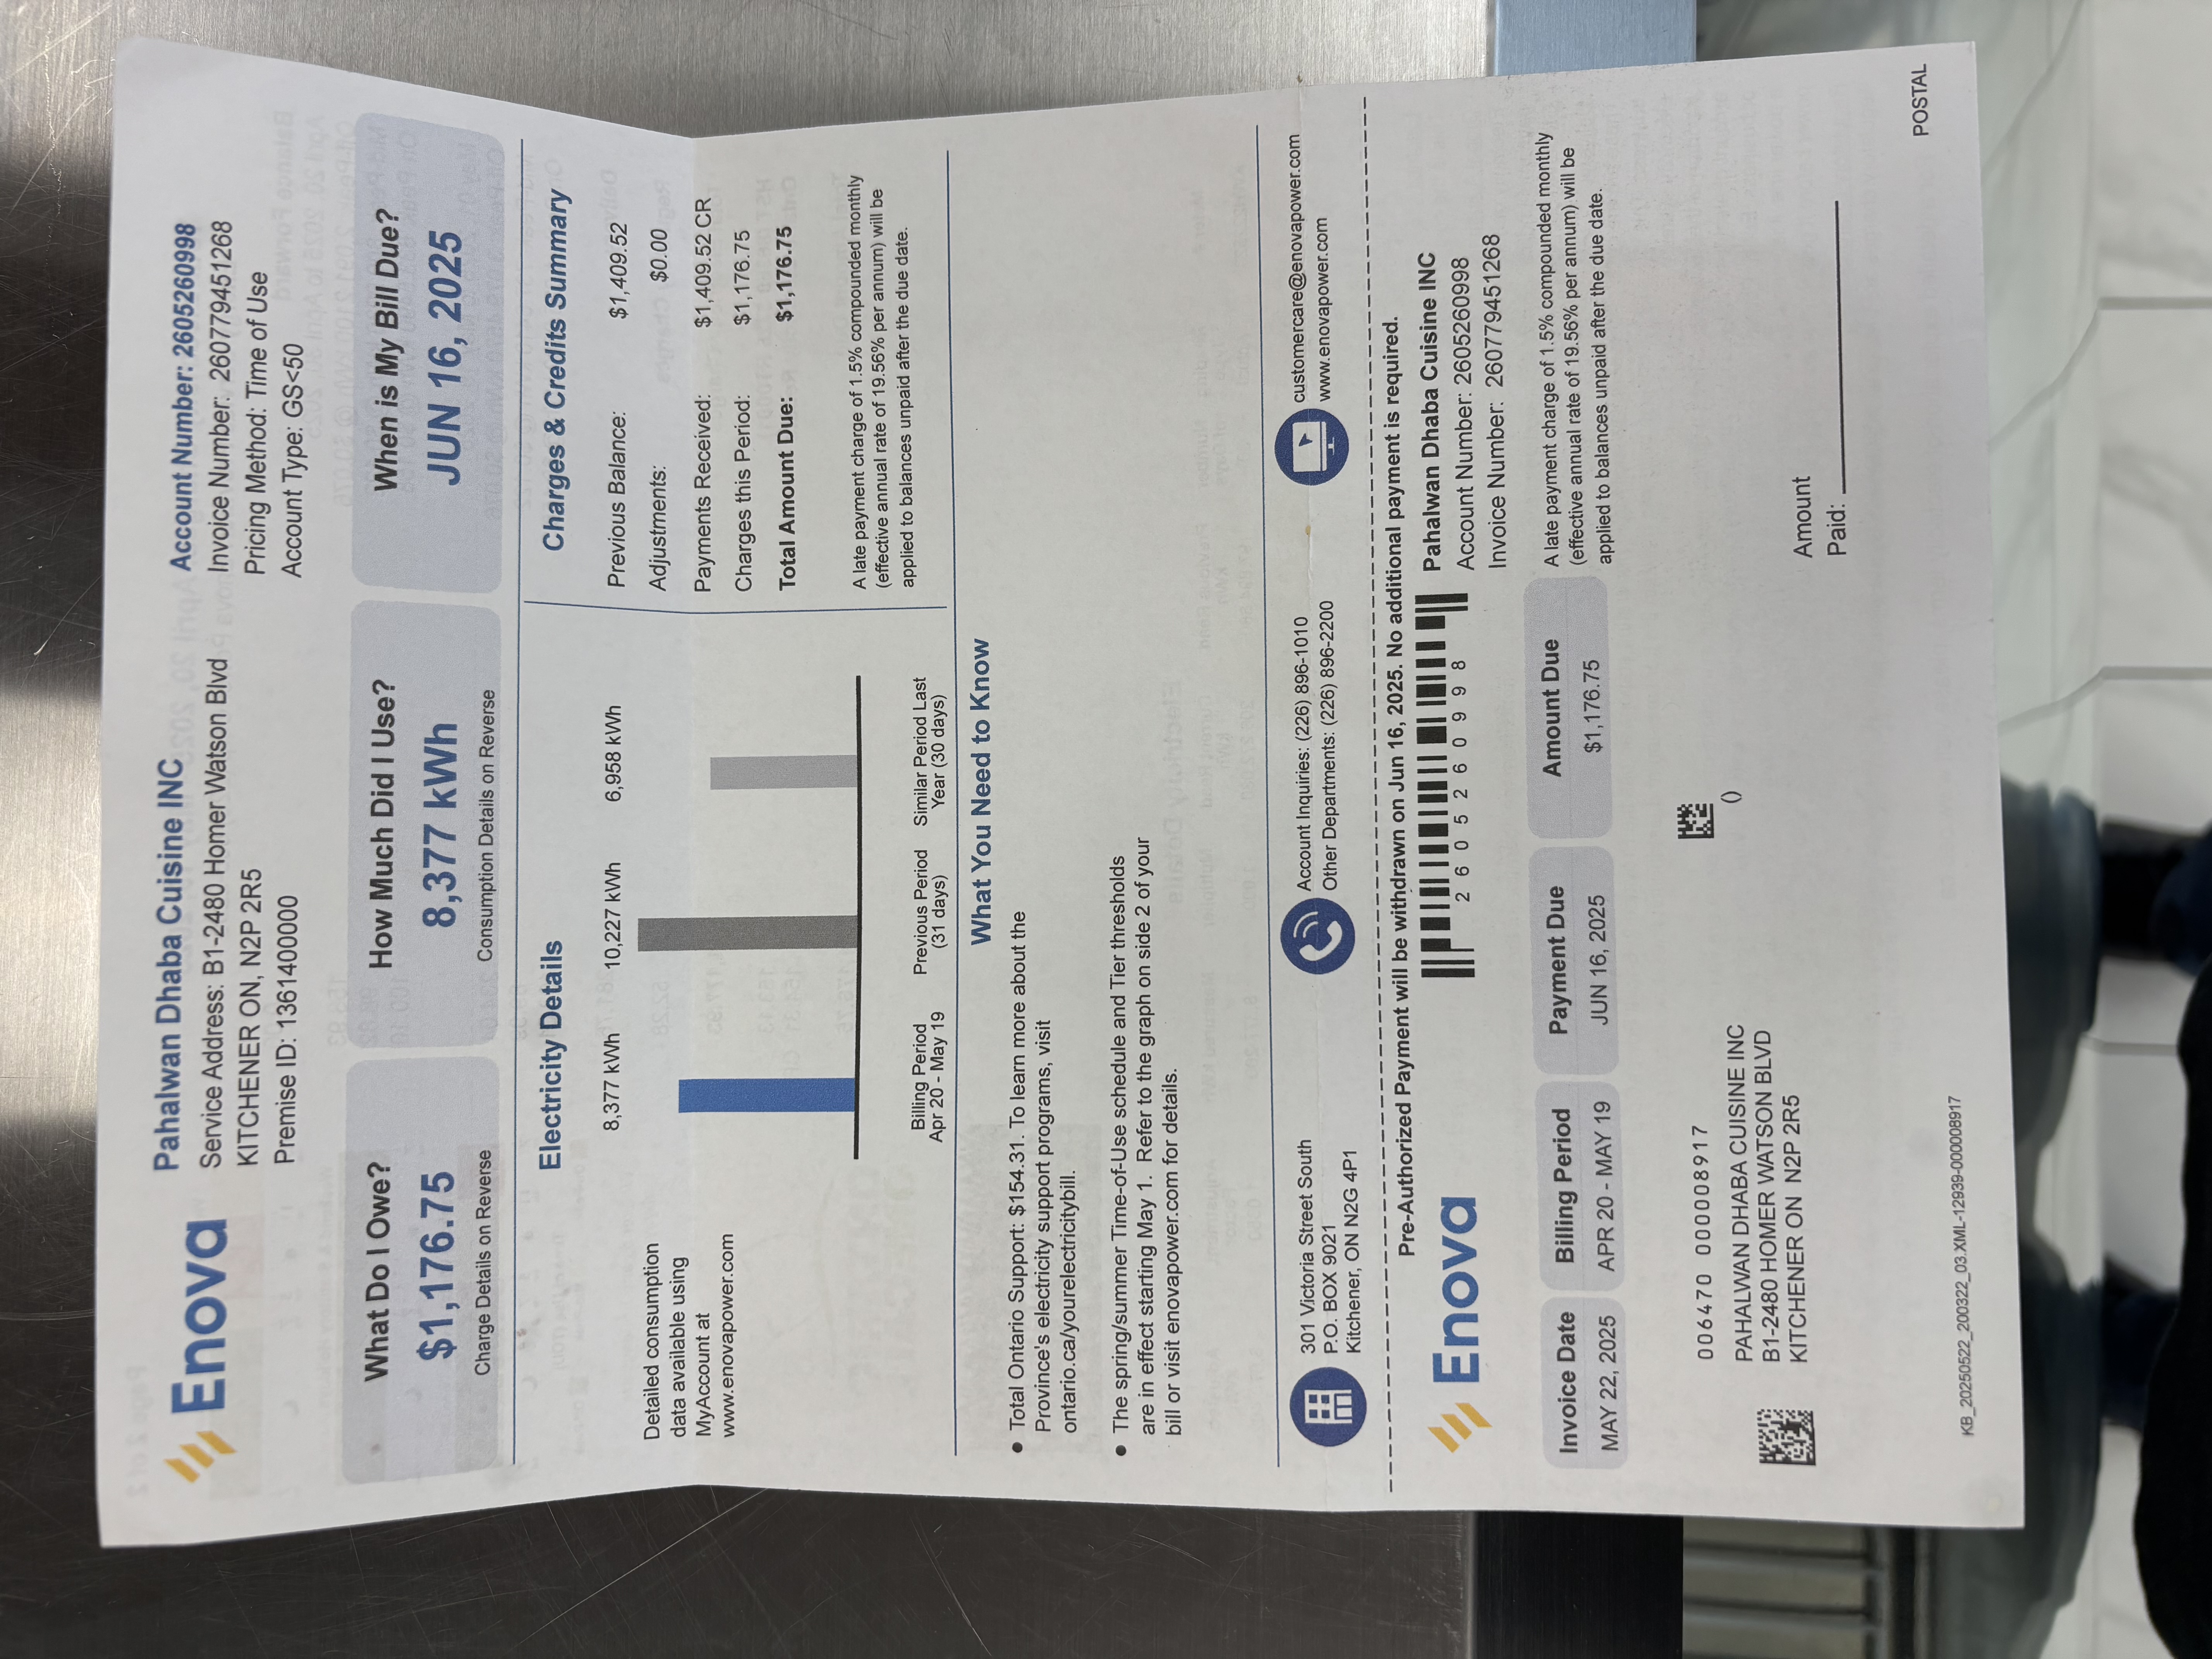 Enova
Pahalwan Dhaba Cuisine INC
Service Address: B1-2480 Homer Watson Blvd
KITCHENER ON, N2P 2R5
Premise ID: 1361400000
Account Number: 2605260998
Invoice Number: 260779451268
Pricing Method: Time of Use
Account Type: GS<50
What Do I Owe?
$1,176.75
Charge Details on Reverse
How Much Did I Use?
8,377 kWh
Consumption Details on Reverse
When is My Bill Due?
JUN 16, 2025
Electricity Details
Detailed consumption
data available using
MyAccount at
www.enovapower.com
8,377 kWh 10,227 kWh 6,958 kWh
Billing Period
Apr 20 - May 19
Previous Period
(31 days)
Similar Period Last
Year (30 days)
Charges & Credits Summary
Previous Balance: $1,409.52
Adjustments: $0.00
Payments Received: $1,409.52 CR
Charges this Period: $1,176.75
Total Amount Due: $1,176.75
A late payment charge of 1.5% compounded monthly
(effective annual rate of 19.56% per annum) will be
applied to balances unpaid after the due date.
What You Need to Know
• Total Ontario Support: $154.31. To learn more about the
Province's electricity support programs, visit
ontario.ca/yourelectricitybill.
• The spring/summer Time-of-Use schedule and Tier thresholds
are in effect starting May 1. Refer to the graph on side 2 of your
bill or visit enovapower.com for details.
301 Victoria Street South
P.O. BOX 9021
Kitchener, ON N2G 4P1
Account Inquiries: (226) 896-1010
Other Departments: (226) 896-2200
customercare@enovapower.com
www.enovapower.com
Pre-Authorized Payment will be withdrawn on Jun 16, 2025. No additional payment is required.
Enova
2605260998
Pahalwan Dhaba Cuisine INC
Account Number: 2605260998
Invoice Number: 260779451268
Invoice Date
MAY 22, 2025
Billing Period
APR 20 - MAY 19
Payment Due
JUN 16, 2025
Amount Due
$1,176.75
A late payment charge of 1.5% compounded monthly
(effective annual rate of 19.56% per annum) will be
applied to balances unpaid after the due date.
006470 000008917
PAHALWAN DHABA CUISINE INC
B1-2480 HOMER WATSON BLVD
KITCHENER ON N2P 2R5
()
Amount
Paid:
POSTAL
KB_20250522_200322_03.XML-12939-000008917